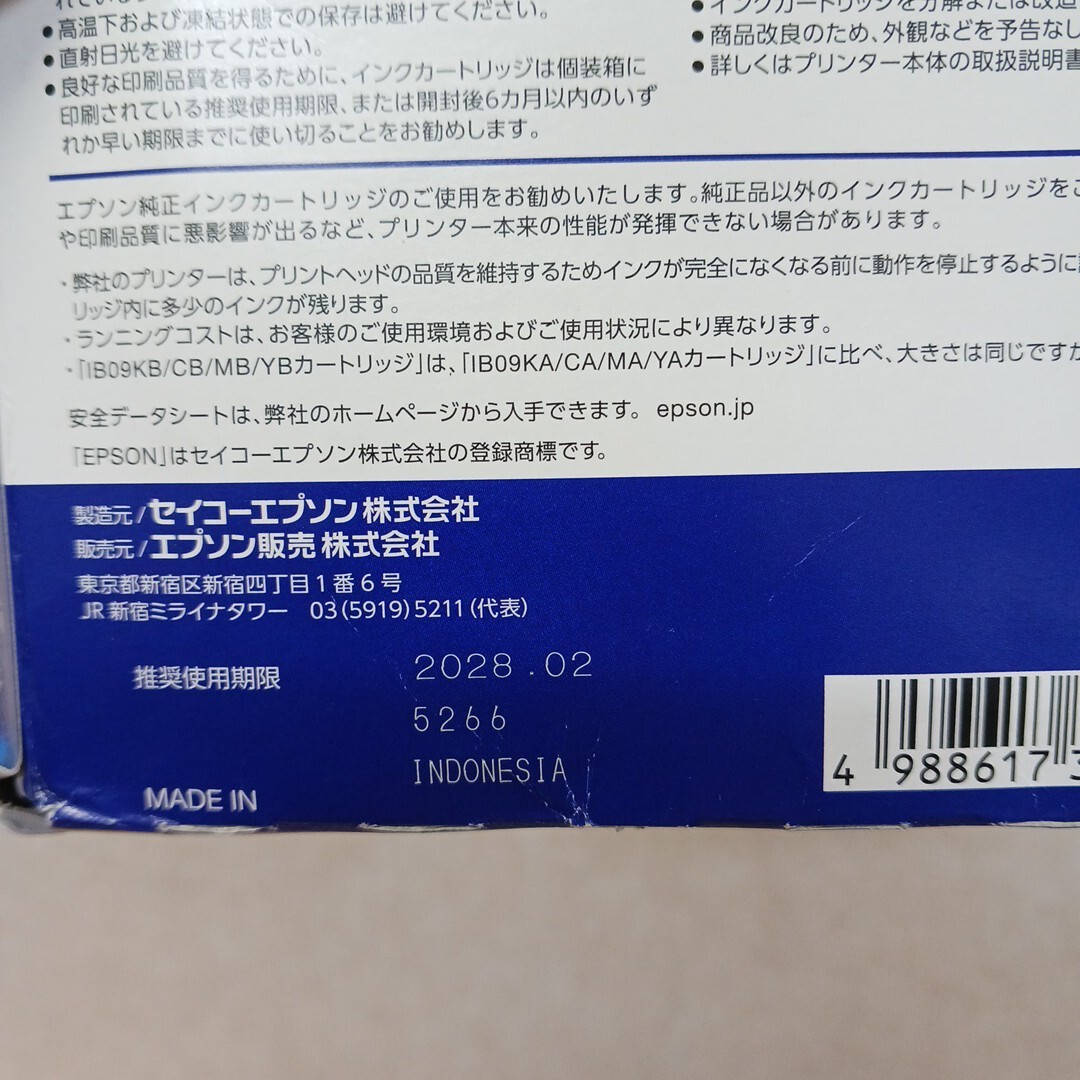 ●高温下および凍結状態での保存は避けてください。
●直射日光を避けてください。
●良好な印刷品質を得るために、インクカートリッジは個装箱に
印刷されている推奨使用期限、または開封後6カ月以内のいず
れか早い期限までに使い切ることをお勧めします。
●インクカートリッジを分解または改造
●商品改良のため、外観などを予告なし
●詳しくはプリンター本体の取扱説明書
エプソン純正インクカートリッジのご使用をお勧めいたします。純正品以外のインクカートリッジをご
や印刷品質に悪影響が出るなど、プリンター本来の性能が発揮できない場合があります。
・弊社のプリンターは、プリントヘッドの品質を維持するためインクが完全になくなる前に動作を停止するように
リッジ内に多少のインクが残ります。
・ランニングコストは、お客様のご使用環境およびご使用状況により異なります。
・「IB09KB/CB/MB/YBカートリッジ」は、「IB09KA/CA/MA/YAカートリッジ」に比べ、大きさは同じですが
安全データシートは、弊社のホームページから入手できます。 epson.jp
「EPSON」はセイコーエプソン株式会社の登録商標です。
製造元/セイコーエプソン株式会社
販売元/エプソン販売株式会社
東京都新宿区新宿四丁目1番6号
JR新宿ミライナタワー 03(5919)5211(代表)
推奨使用期限 2028.02
5266
INDONESIA
MADE IN
4 988617 3